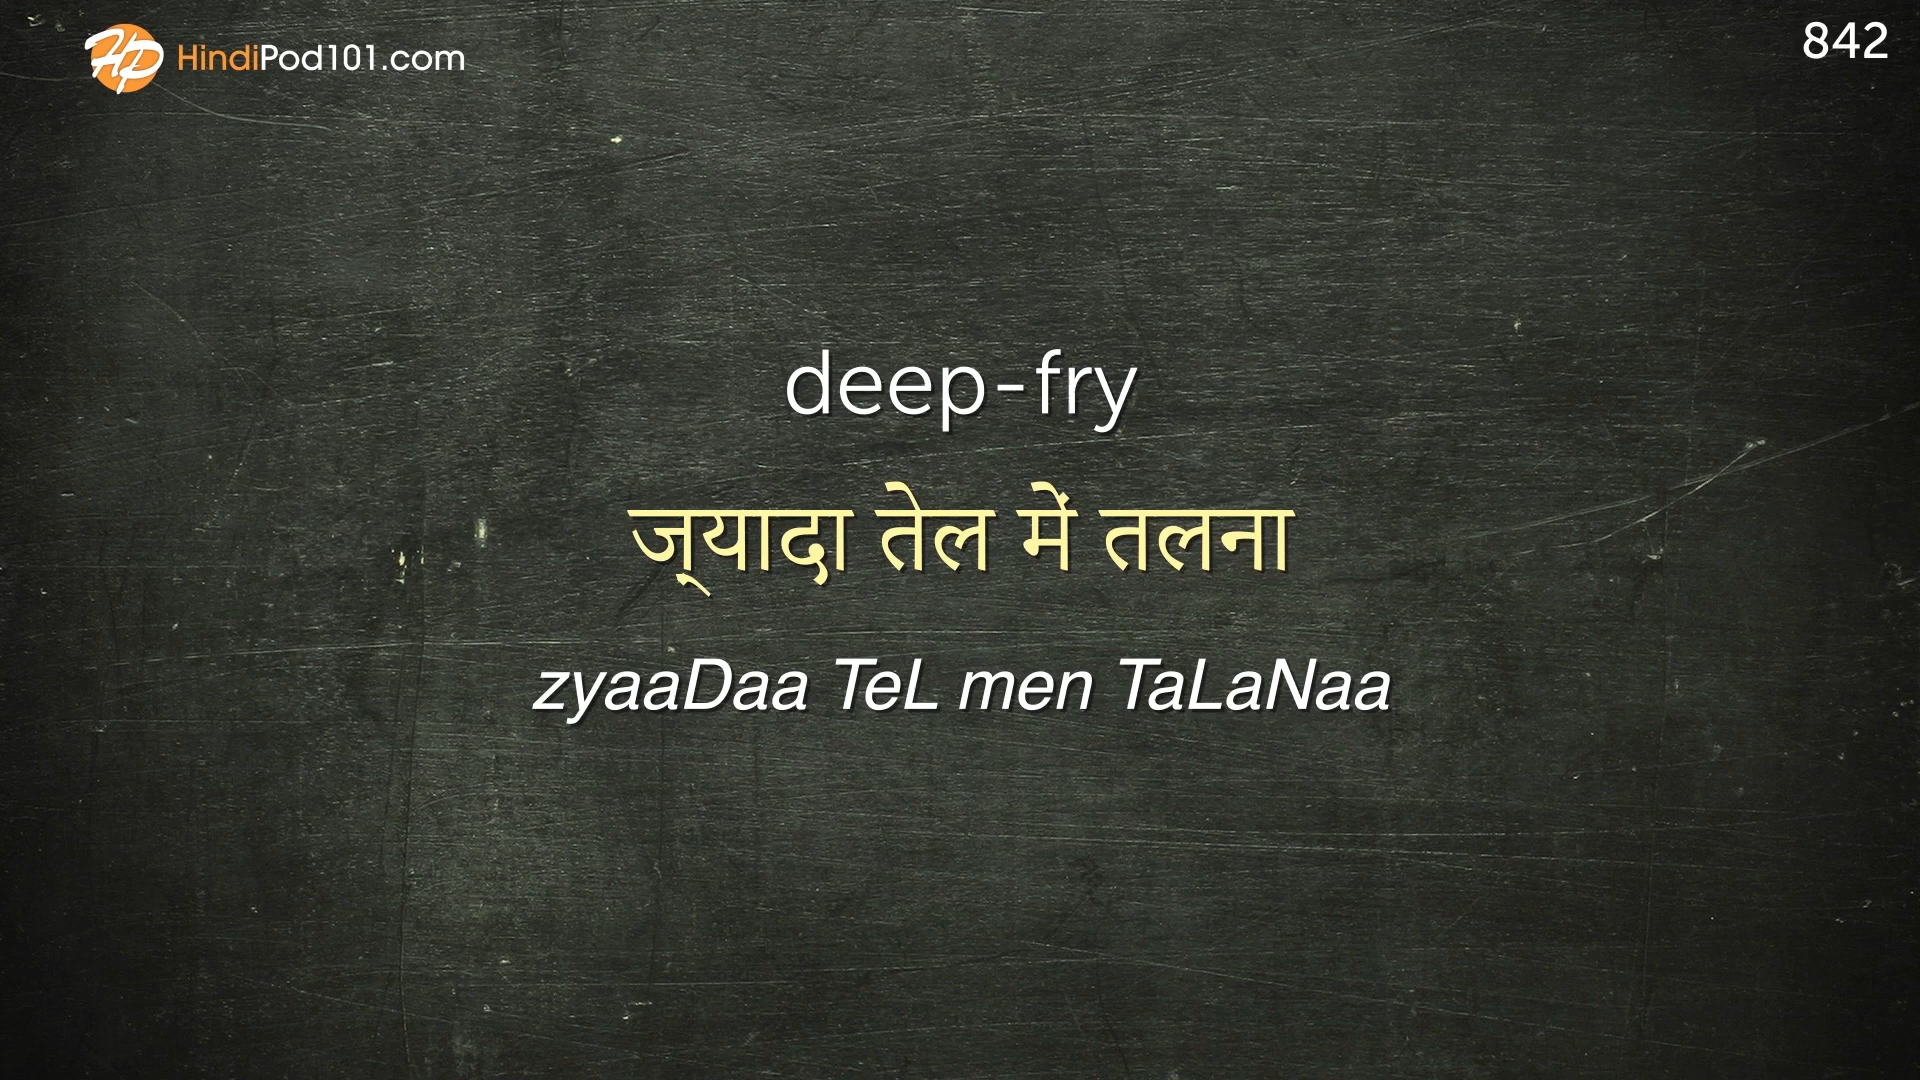 HindiPod101.com
842
deep-fry
ज्यादा तेल में तलना
zyaaDaa TeL men TaLaNaa